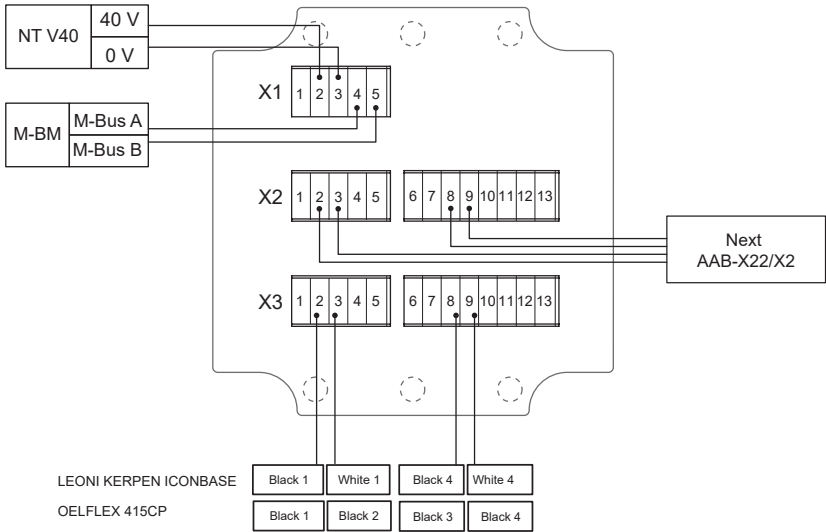 NT V40
40 V
0 V
X1
1 2 3 4 5
M-BM
M-Bus A
M-Bus B
X2
1 2 3 4 5
6 7 8 9 10 11 12 13
Next
AAB-X22/X2
X3
1 2 3 4 5
6 7 8 9 10 11 12 13
LEONI KERPEN ICONBASE
Black 1 White 1 Black 4 White 4
OELFLEX 415CP
Black 1 Black 2 Black 3 Black 4